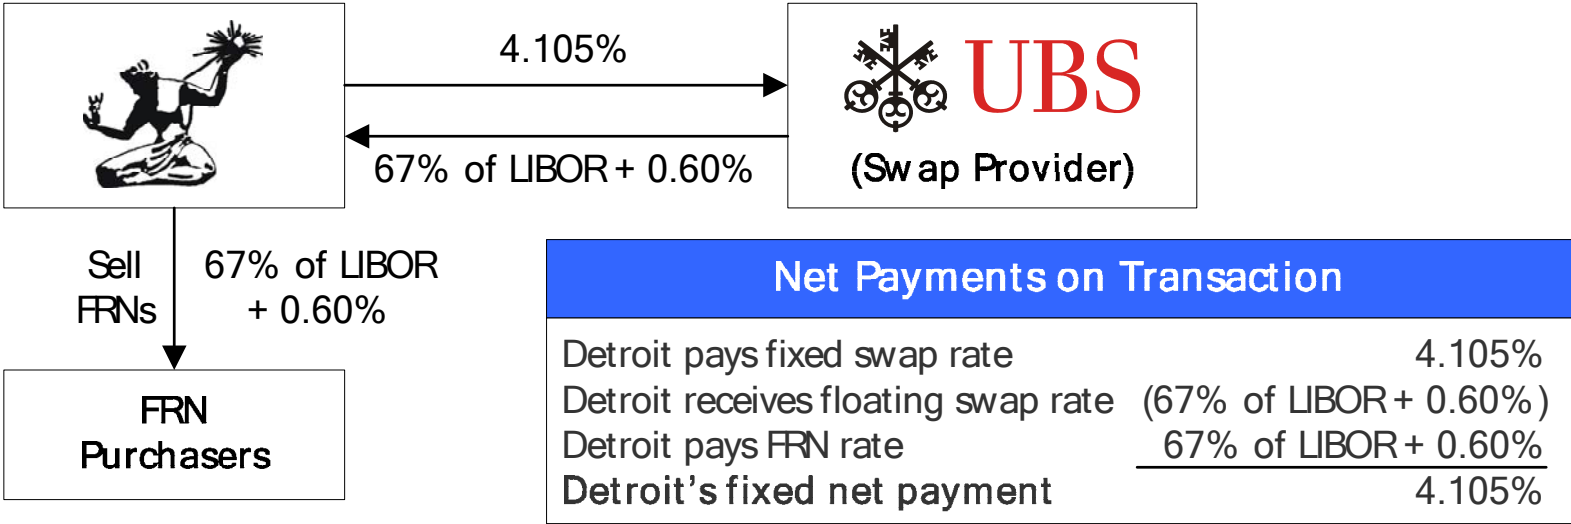 4.105%
67% of LIBOR + 0.60%
UBS
(Swap Provider)
Sell
FRNs
67% of LIBOR
+ 0.60%
FRN
Purchasers
Net Payments on Transaction
Detroit pays fixed swap rate 4.105%
Detroit receives floating swap rate (67% of LIBOR + 0.60%)
Detroit pays FRN rate 67% of LIBOR + 0.60%
Detroit's fixed net payment 4.105%